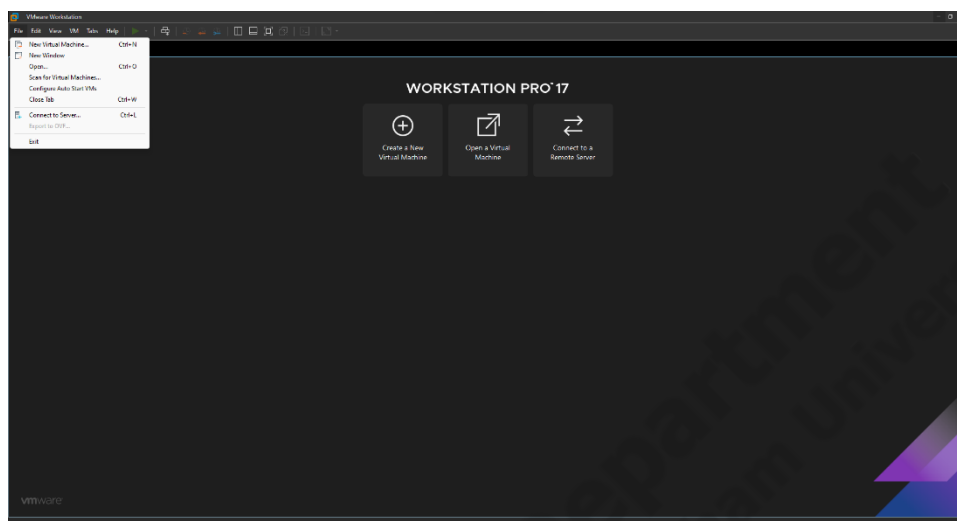 VMware Workstation
File Edit View VM Tabs Help
New Virtual Machine... Ctrl+N
New Window
Open... Ctrl+O
Scan for Virtual Machines...
Configure Auto Start VMs
Close Tab Ctrl+W
Connect to Server... Ctrl+L
Export to OVF...
Exit
WORKSTATION PRO™ 17
Create a New
Virtual Machine
Open a Virtual
Machine
Connect to a
Remote Server
vmware